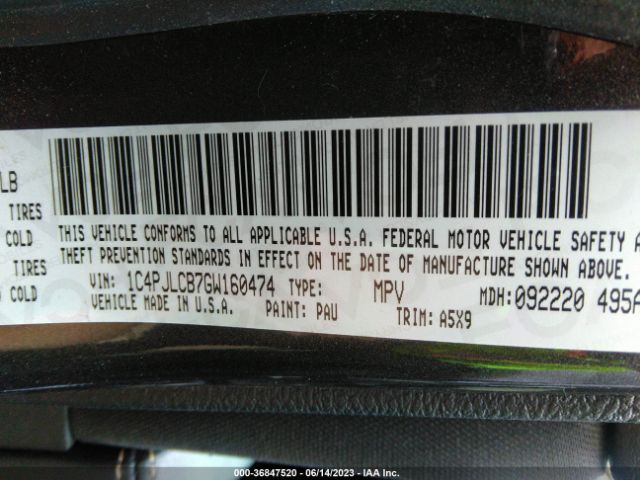 LB
TIRES
COLD
TIRES
COLD
THIS VEHICLE CONFORMS TO ALL APPLICABLE U.S.A. FEDERAL MOTOR VEHICLE SAFETY A
THEFT PREVENTION STANDARDS IN EFFECT ON THE DATE OF MANUFACTURE SHOWN ABOVE.
VIN: 1C4PJLCB7GW160474 TYPE: MPV MDH: 092220 495A
VEHICLE MADE IN U.S.A. PAINT: PAU TRIM: A5X9
000-36847520 - 06/14/2023 - IAA Inc.